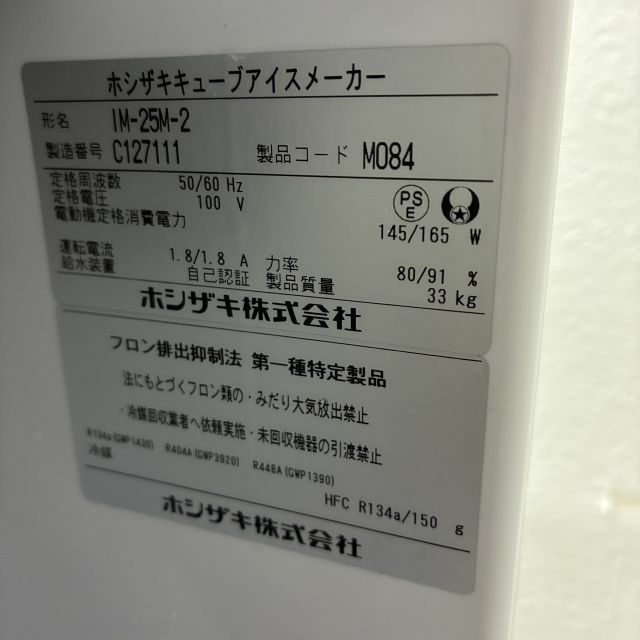 ホシザキキューブアイスメーカー
形名 IM-25M-2
製造番号 C127111 製品コード M084
定格周波数 50/60 Hz
定格電圧 100 V
電動機定格消費電力 145/165 W
PS
E
運転電流 1.8/1.8 A 力率 80/91 %
給水装置 自己認証 製品質量 33 kg
ホシザキ株式会社
フロン排出抑制法 第一種特定製品
法にもとづくフロン類の・みだり大気放出禁止
・冷媒回収業者へ依頼実施・未回収機器の引渡禁止
R134a(GWP1430) R404A(GWP3920) R448A(GWP1390)
冷媒 HFC R134a/150 g
ホシザキ株式会社